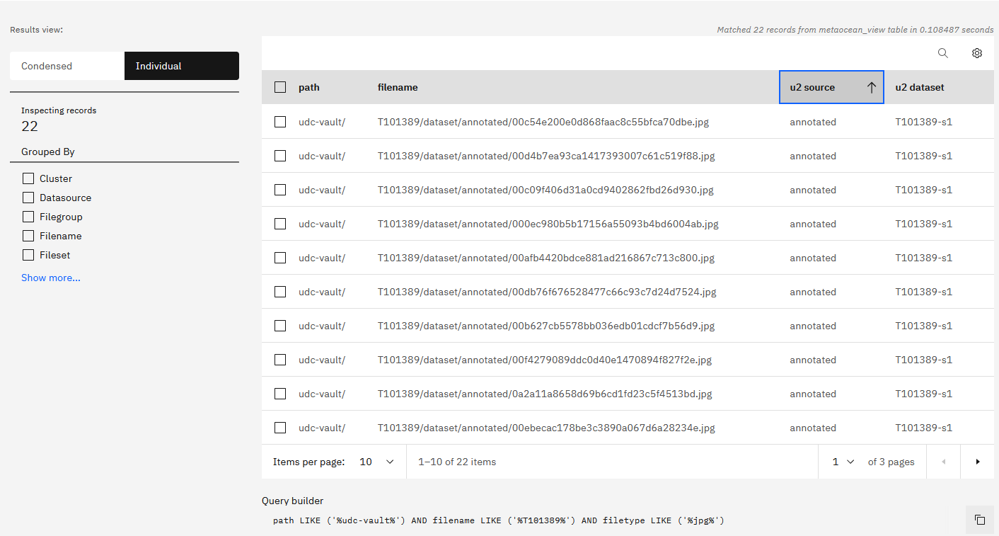 Results view:
Matched 22 records from metaocean_view table in 0.108487 seconds
Condensed
Individual
Inspecting records
22
Grouped By
Cluster
Datasource
Filegroup
Filename
Fileset
Show more...
path filename u2 source u2 dataset
udc-vault/ T101389/dataset/annotated/00c54e200e0d868faac8c55bfca70dbe.jpg annotated T101389-s1
udc-vault/ T101389/dataset/annotated/00d4b7ea93ca1417393007c61c519f88.jpg annotated T101389-s1
udc-vault/ T101389/dataset/annotated/00c09f406d31a0cd9402862fbd26d930.jpg annotated T101389-s1
udc-vault/ T101389/dataset/annotated/000ec980b5b17156a55093b4bd6004ab.jpg annotated T101389-s1
udc-vault/ T101389/dataset/annotated/00afb4420bdce881ad216867c713c800.jpg annotated T101389-s1
udc-vault/ T101389/dataset/annotated/00db76f676528477c66c93c7d24d7524.jpg annotated T101389-s1
udc-vault/ T101389/dataset/annotated/00b627cb5578bb036edb01cdcf7b56d9.jpg annotated T101389-s1
udc-vault/ T101389/dataset/annotated/00f4279089ddc0d40e1470894f827f2e.jpg annotated T101389-s1
udc-vault/ T101389/dataset/annotated/0a2a11a8658d69b6cd1fd23c5f4513bd.jpg annotated T101389-s1
udc-vault/ T101389/dataset/annotated/00ebecac178be3c3890a067d6a28234e.jpg annotated T101389-s1
Items per page: 10 1–10 of 22 items 1 of 3 pages
Query builder
path LIKE ('%udc-vault%') AND filename LIKE ('%T101389%') AND filetype LIKE ('%jpg%')